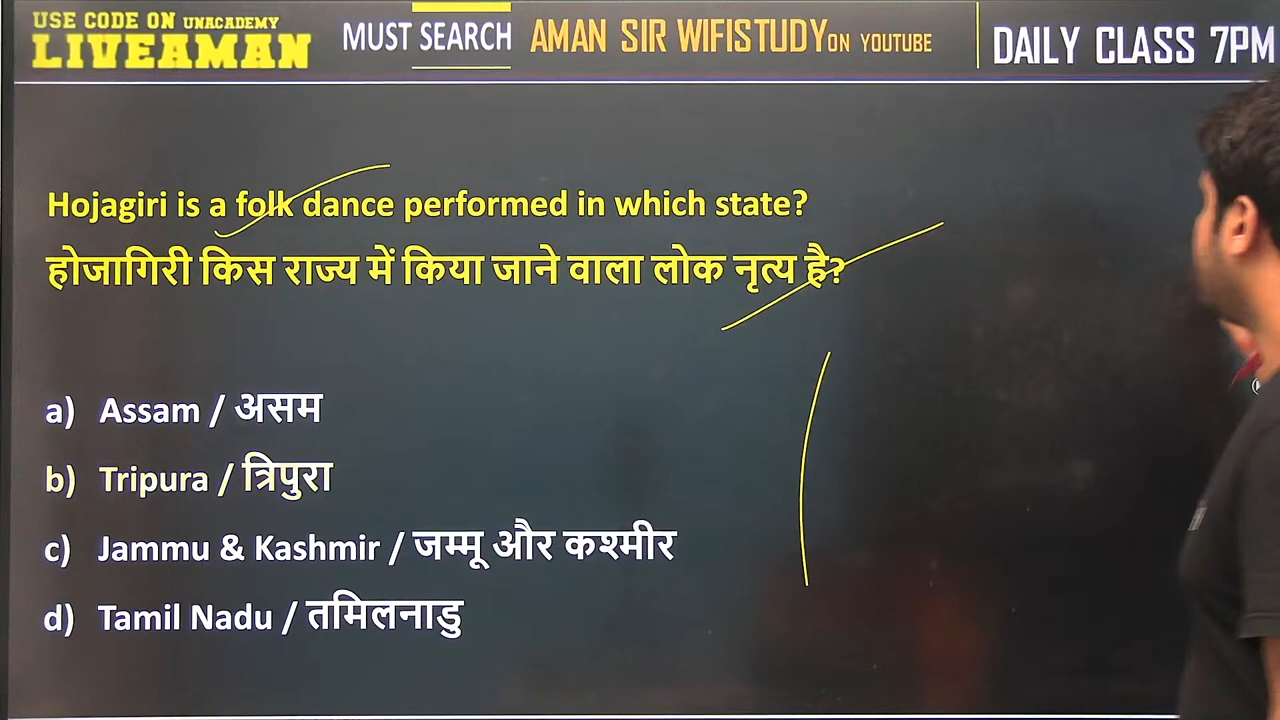 USE CODE ON UNACADEMY
LIVEAMAN
MUST SEARCH AMAN SIR WIFISTUDY ON YOUTUBE
DAILY CLASS 7PM
Hojagiri is a folk dance performed in which state?
होजागिरी किस राज्य में किया जाने वाला लोक नृत्य है?
a) Assam / असम
b) Tripura / त्रिपुरा
c) Jammu & Kashmir / जम्मू और कश्मीर
d) Tamil Nadu / तमिलनाडु